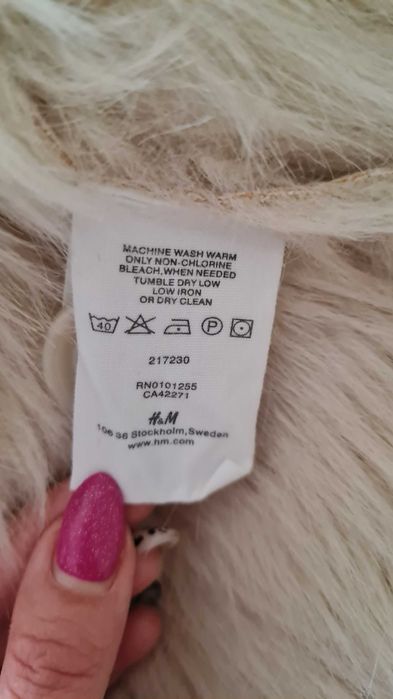 MACHINE WASH WARM
ONLY NON-CHLORINE
BLEACH,WHEN NEEDED
TUMBLE DRY LOW
LOW IRON
OR DRY CLEAN
40 P
217230
RN0101255
CA42271
H&M
106 38 Stockholm,Sweden
www.hm.com